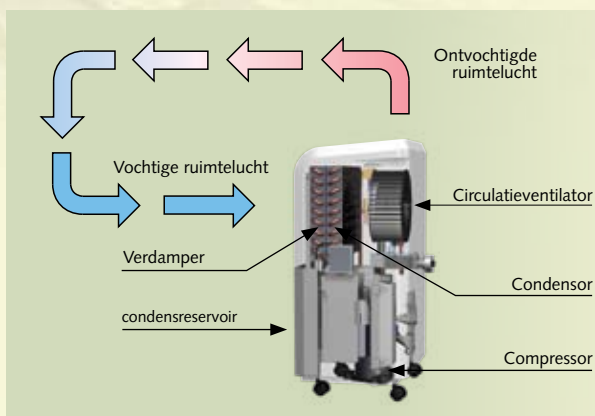 Ontvochtigde
ruimtelucht
Vochtige ruimtelucht
Circulatieventilator
Verdamper
Condensor
condensreservoir
Compressor